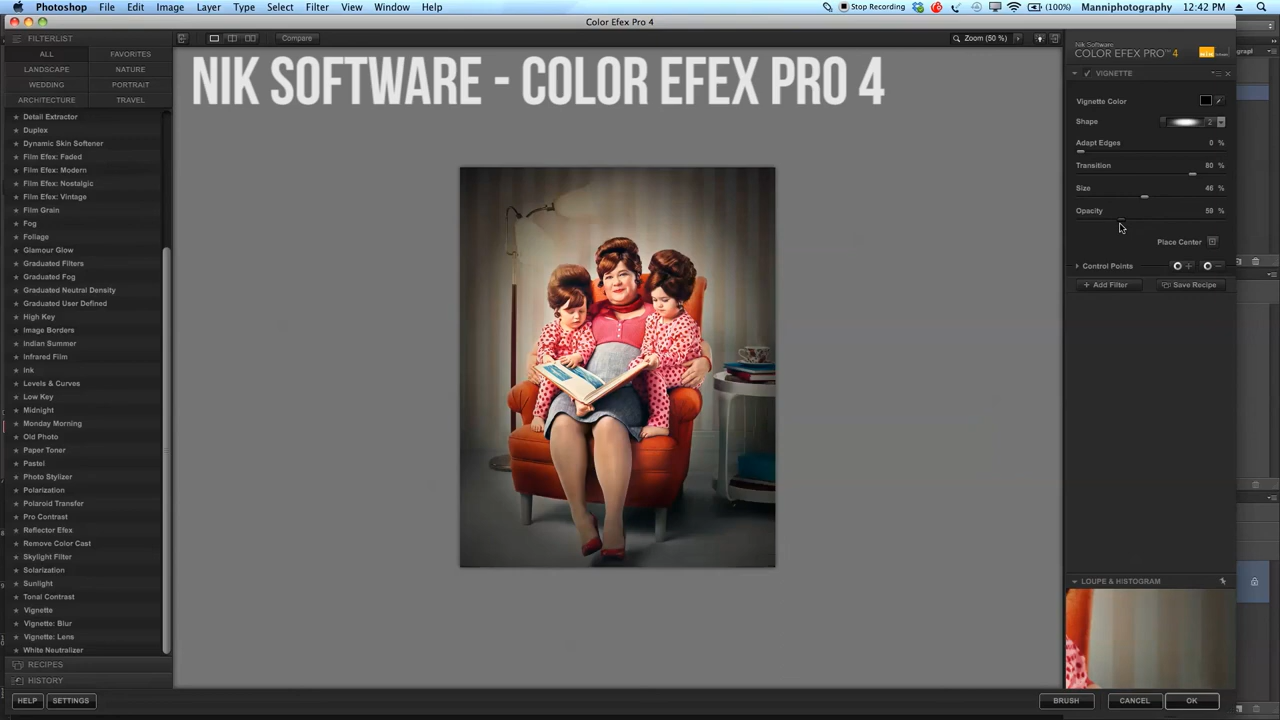 Photoshop File Edit Image Layer Type Select Filter View Window Help
Stop Recording (100%) Manniphotography 12:42 PM
Color Efex Pro 4
FILTERLIST
Compare
Zoom (50 %)
NIK SOFTWARE - COLOR EFEX PRO 4
ALL FAVORITES
LANDSCAPE NATURE
WEDDING PORTRAIT
ARCHITECTURE TRAVEL
Detail Extractor
Duplex
Dynamic Skin Softener
Film Efex: Faded
Film Efex: Modern
Film Efex: Nostalgic
Film Efex: Vintage
Film Grain
Fog
Foliage
Glamour Glow
Graduated Filters
Graduated Fog
Graduated Neutral Density
Graduated User Defined
High Key
Image Borders
Indian Summer
Infrared Film
Ink
Levels & Curves
Low Key
Midnight
Monday Morning
Old Photo
Paper Toner
Pastel
Photo Stylizer
Polarization
Polaroid Transfer
Pro Contrast
Reflector Efex
Remove Color Cast
Skylight Filter
Solarization
Sunlight
Tonal Contrast
Vignette
Vignette: Blur
Vignette: Lens
White Neutralizer
RECIPES
HISTORY
HELP SETTINGS
Nik Software
COLOR EFEX PRO™ 4
VIGNETTE
Vignette Color
Shape 2
Adapt Edges 0 %
Transition 80 %
Size 46 %
Opacity 59 %
Place Center
Control Points
Add Filter Save Recipe
LOUPE & HISTOGRAM
BRUSH CANCEL OK